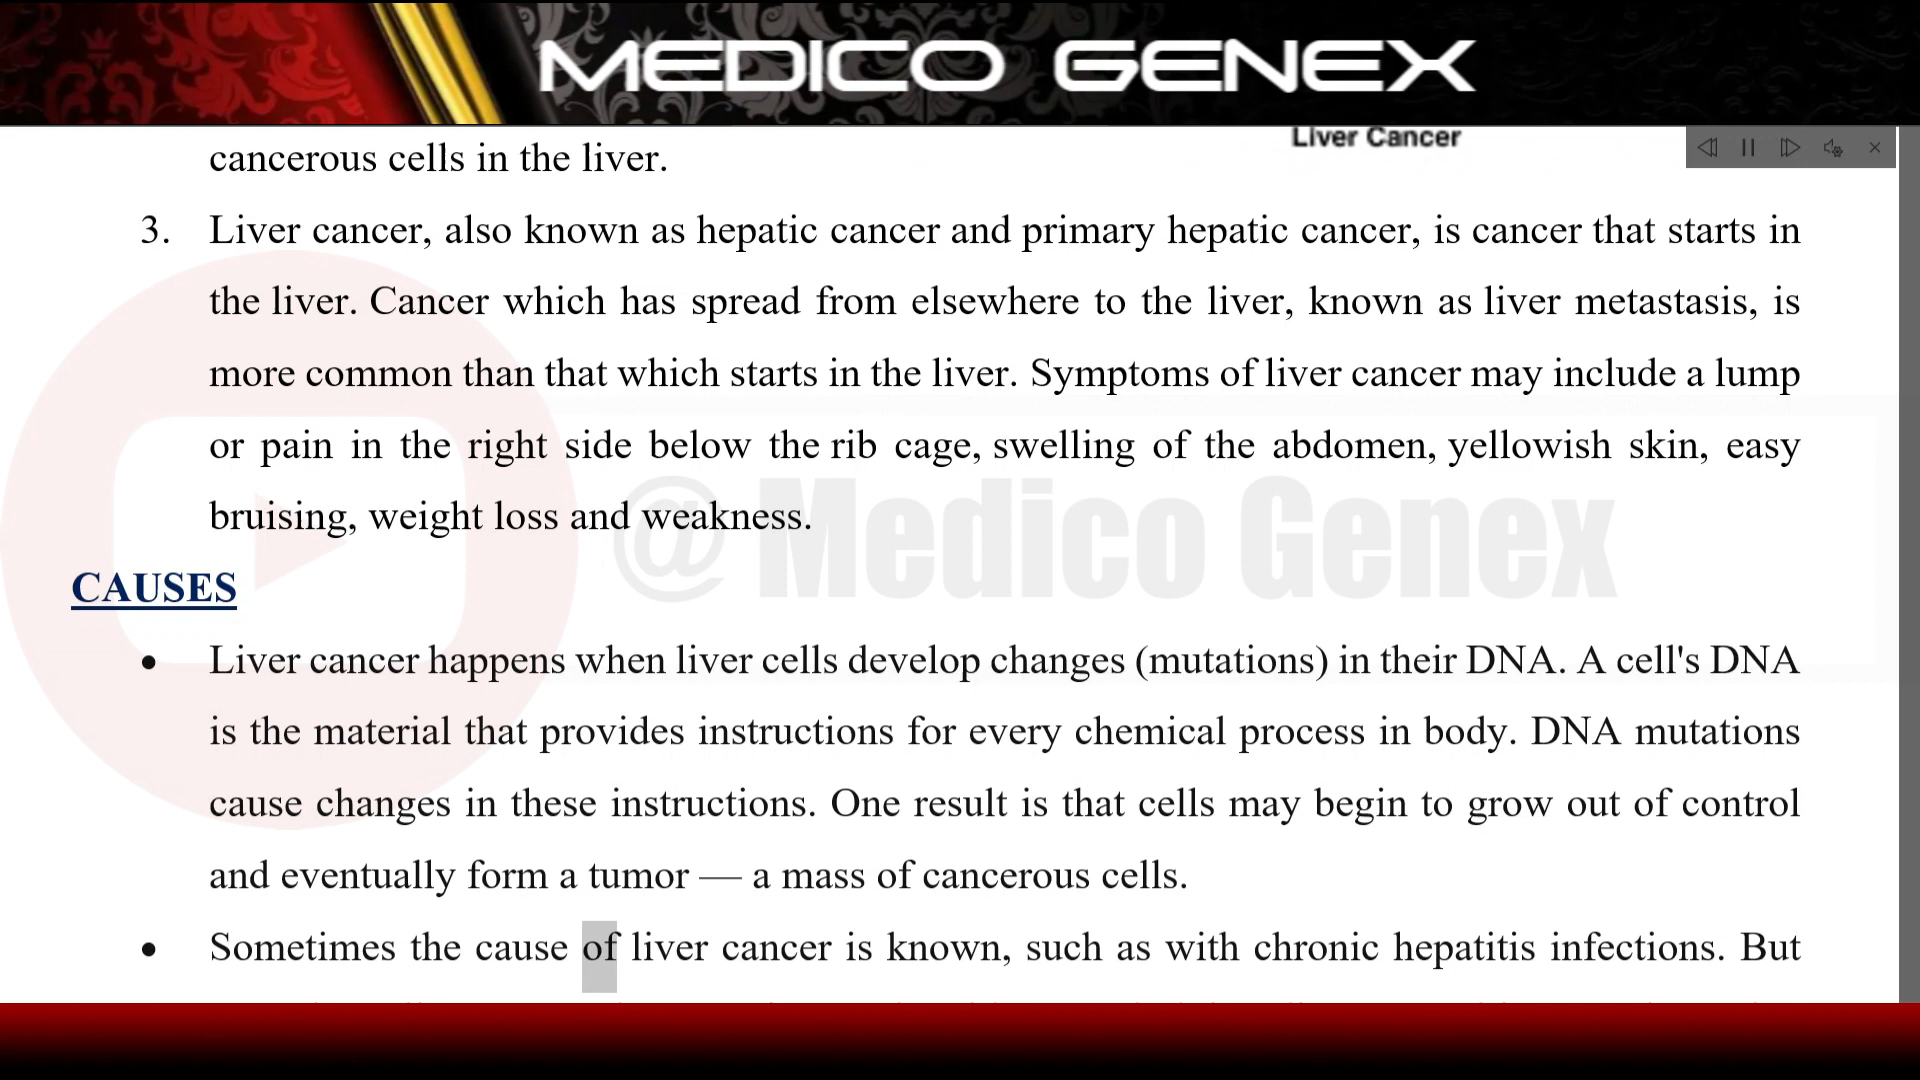 MEDICO GENEX
Liver Cancer
cancerous cells in the liver.
3. Liver cancer, also known as hepatic cancer and primary hepatic cancer, is cancer that starts in
the liver. Cancer which has spread from elsewhere to the liver, known as liver metastasis, is
more common than that which starts in the liver. Symptoms of liver cancer may include a lump
or pain in the right side below the rib cage, swelling of the abdomen, yellowish skin, easy
bruising, weight loss and weakness.
@Medico Genex
CAUSES
• Liver cancer happens when liver cells develop changes (mutations) in their DNA. A cell's DNA
is the material that provides instructions for every chemical process in body. DNA mutations
cause changes in these instructions. One result is that cells may begin to grow out of control
and eventually form a tumor — a mass of cancerous cells.
• Sometimes the cause of liver cancer is known, such as with chronic hepatitis infections. But